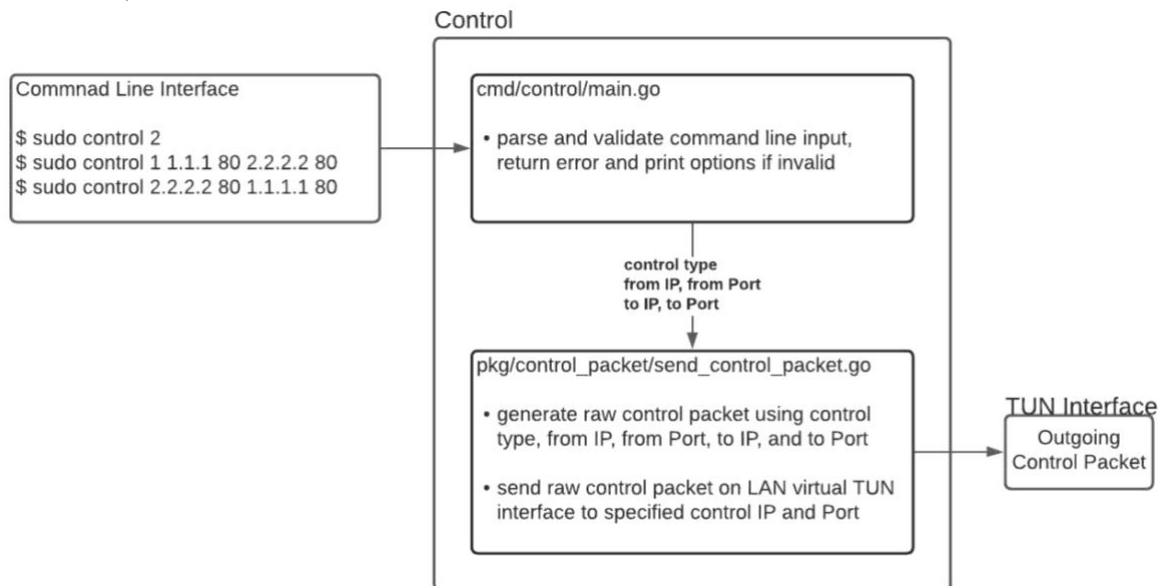 Control
Commnad Line Interface
$ sudo control 2
$ sudo control 1 1.1.1.1 80 2.2.2.2 80
$ sudo control 2.2.2.2 80 1.1.1.1 80
cmd/control/main.go
• parse and validate command line input,
return error and print options if invalid
control type
from IP, from Port
to IP, to Port
pkg/control_packet/send_control_packet.go
• generate raw control packet using control
type, from IP, from Port, to IP, and to Port
• send raw control packet on LAN virtual TUN
interface to specified control IP and Port
TUN Interface
Outgoing
Control Packet